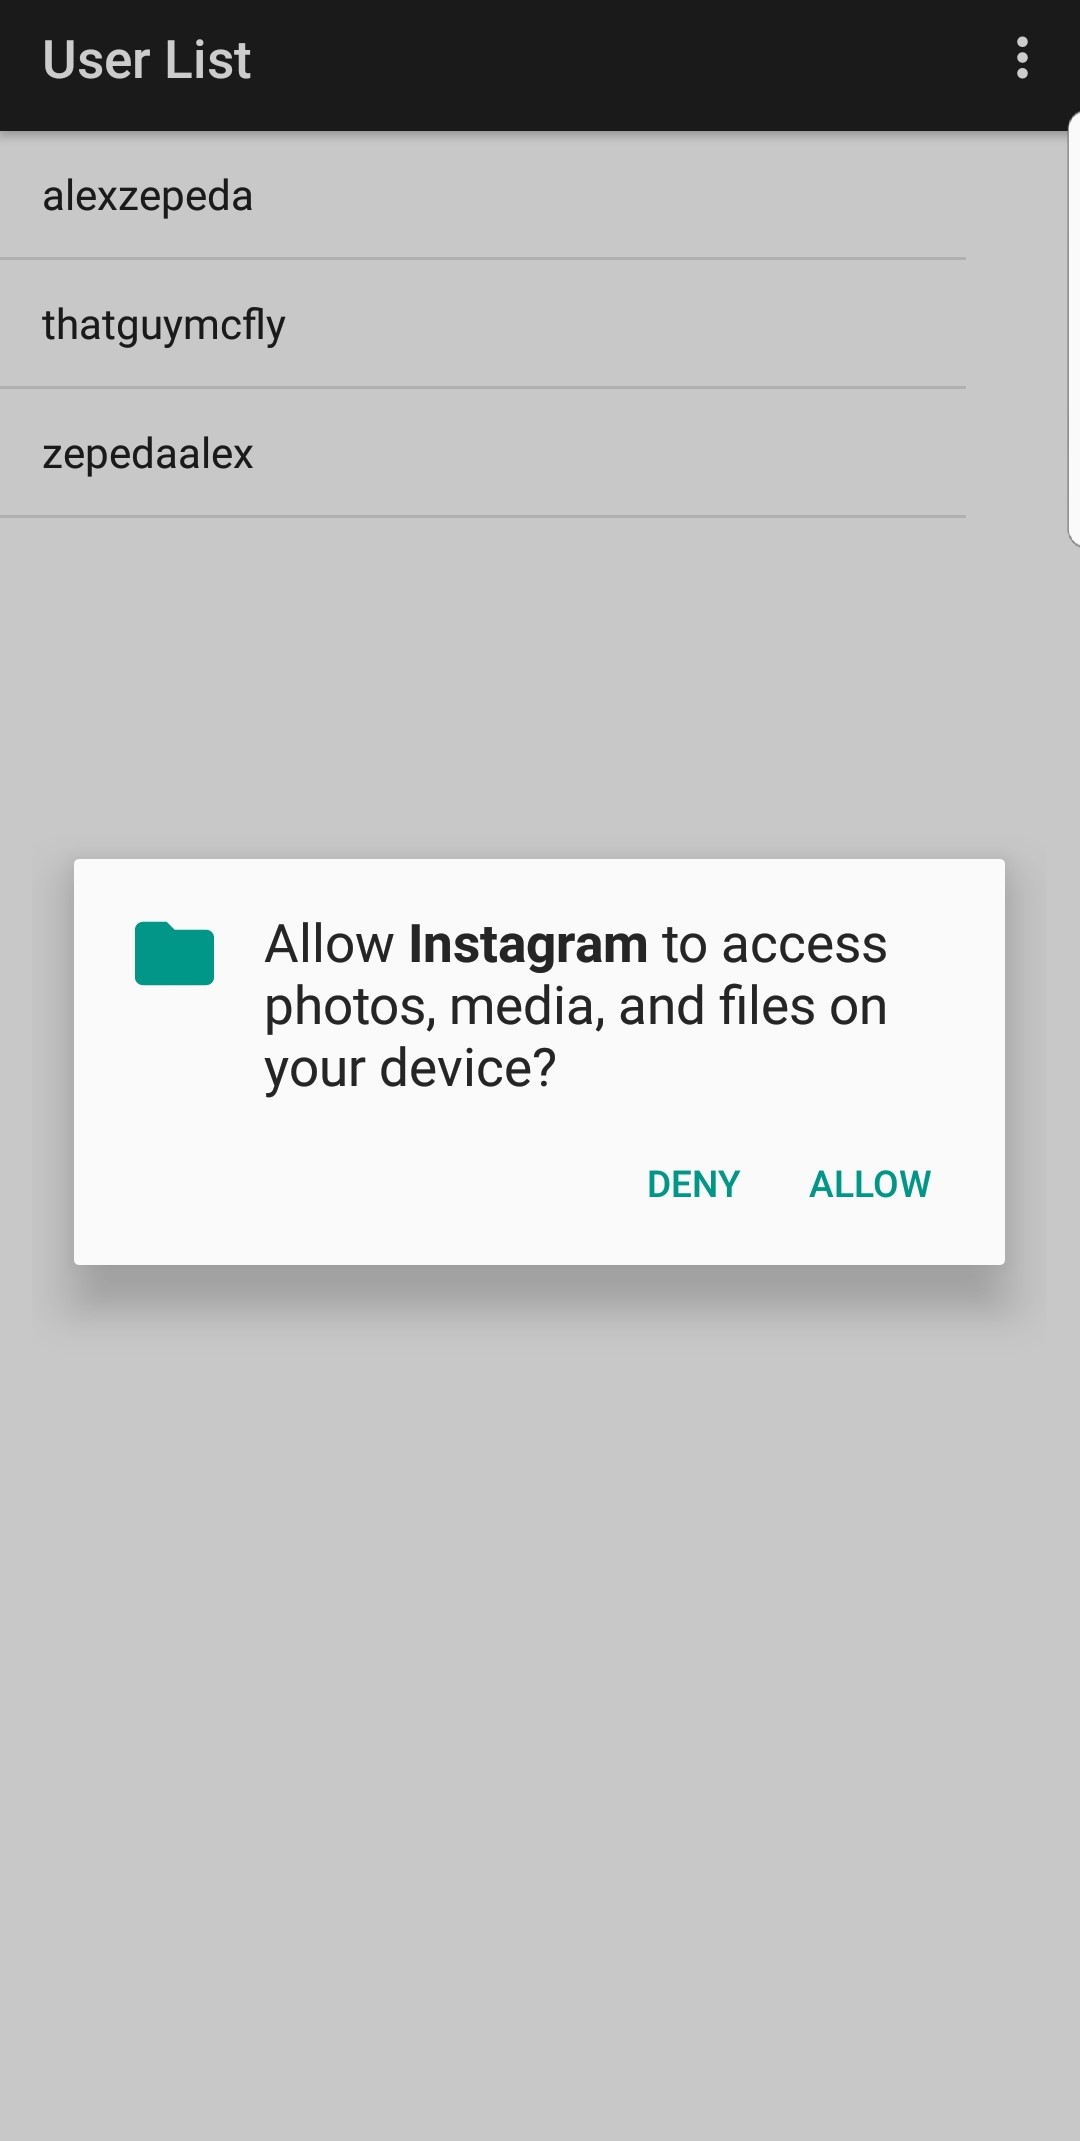 User List
alexzepeda
thatguymcfly
zepedaalex
Allow Instagram to access
photos, media, and files on
your device?
DENY ALLOW